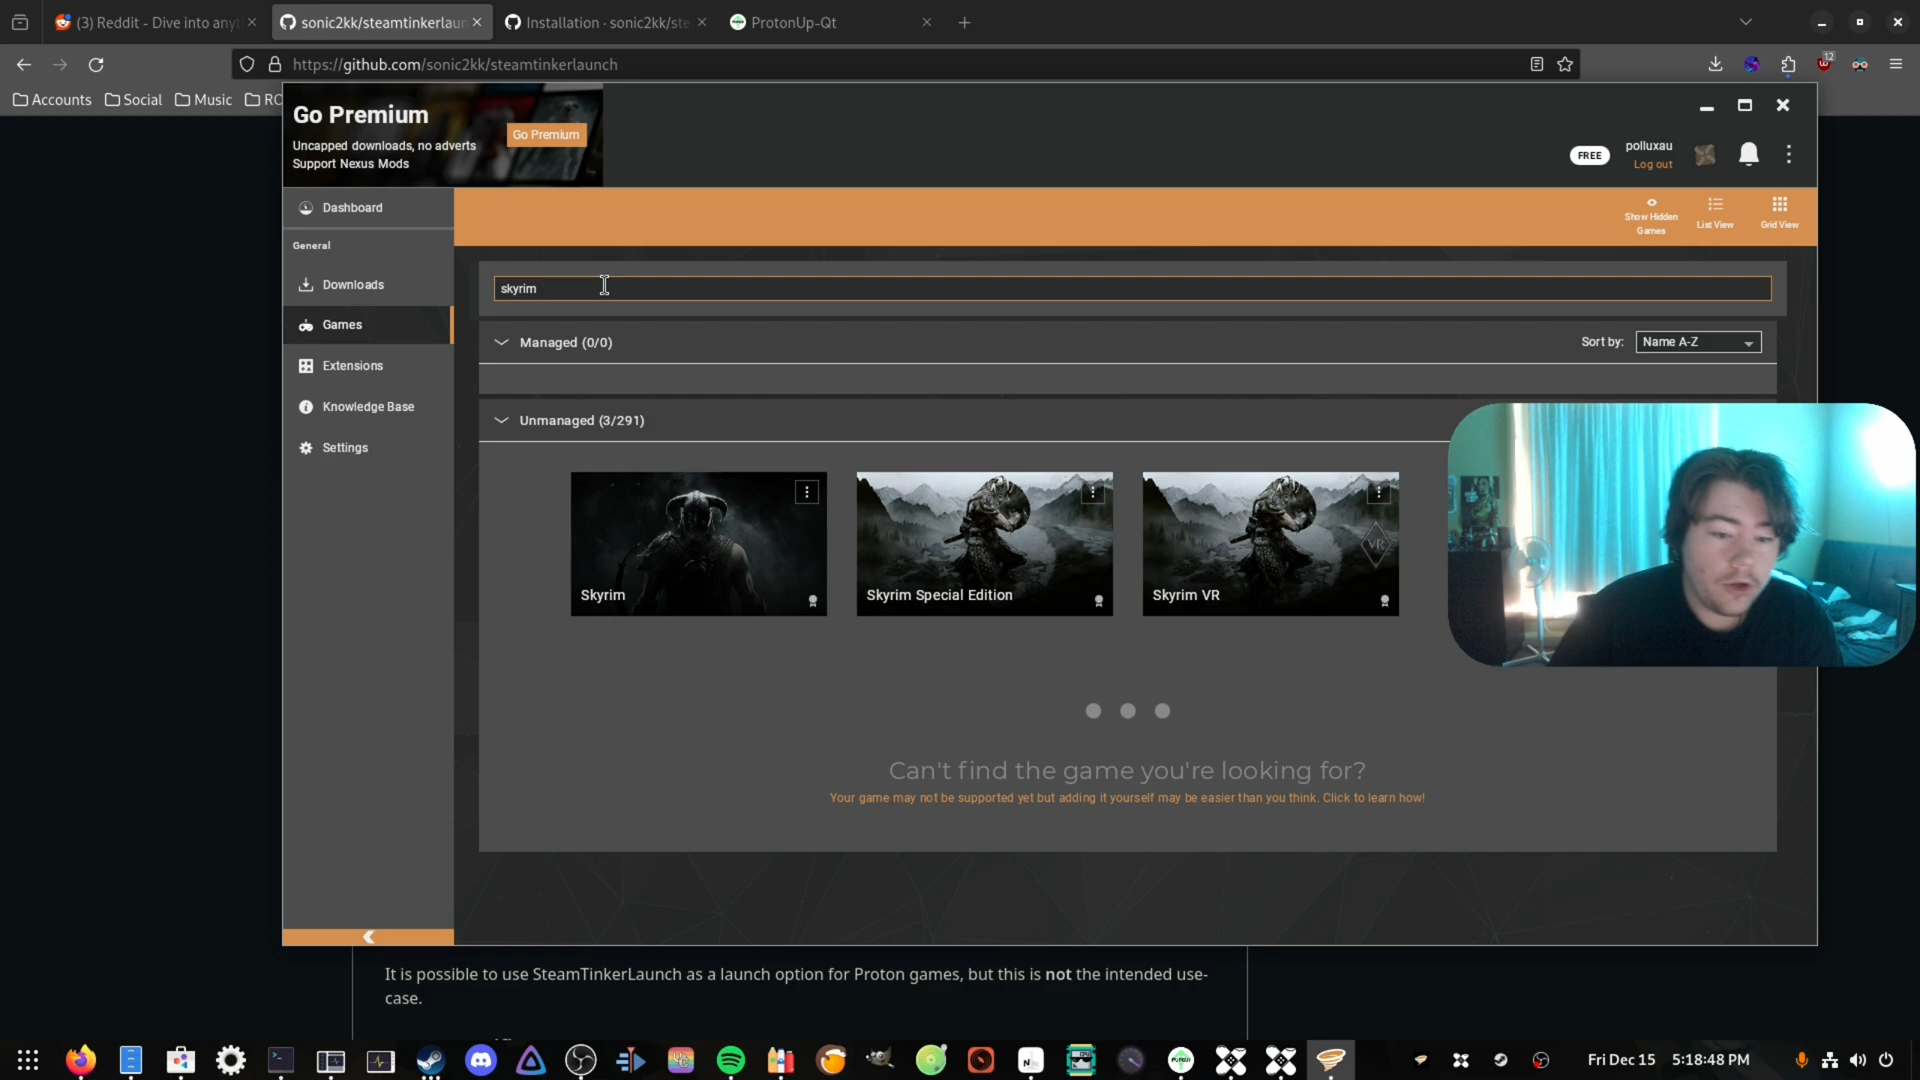 (3) Reddit - Dive into any
sonic2kk/steamtinkerlaun
Installation · sonic2kk/ste
ProtonUp-Qt
https://github.com/sonic2kk/steamtinkerlaunch
12
Accounts
Social
Music
RO
Go Premium
Uncapped downloads, no adverts
Support Nexus Mods
Go Premium
FREE
polluxau
Log out
Dashboard
General
Downloads
Games
Extensions
Knowledge Base
Settings
Show Hidden
Games
List View
Grid View
skyrim
Managed (0/0)
Sort by:
Name A-Z
Unmanaged (3/291)
Skyrim
Skyrim Special Edition
VR
Skyrim VR
Can't find the game you're looking for?
Your game may not be supported yet but adding it yourself may be easier than you think. Click to learn how!
It is possible to use SteamTinkerLaunch as a launch option for Proton games, but this is not the intended use-
case.
Fri Dec 15
5:18:48 PM